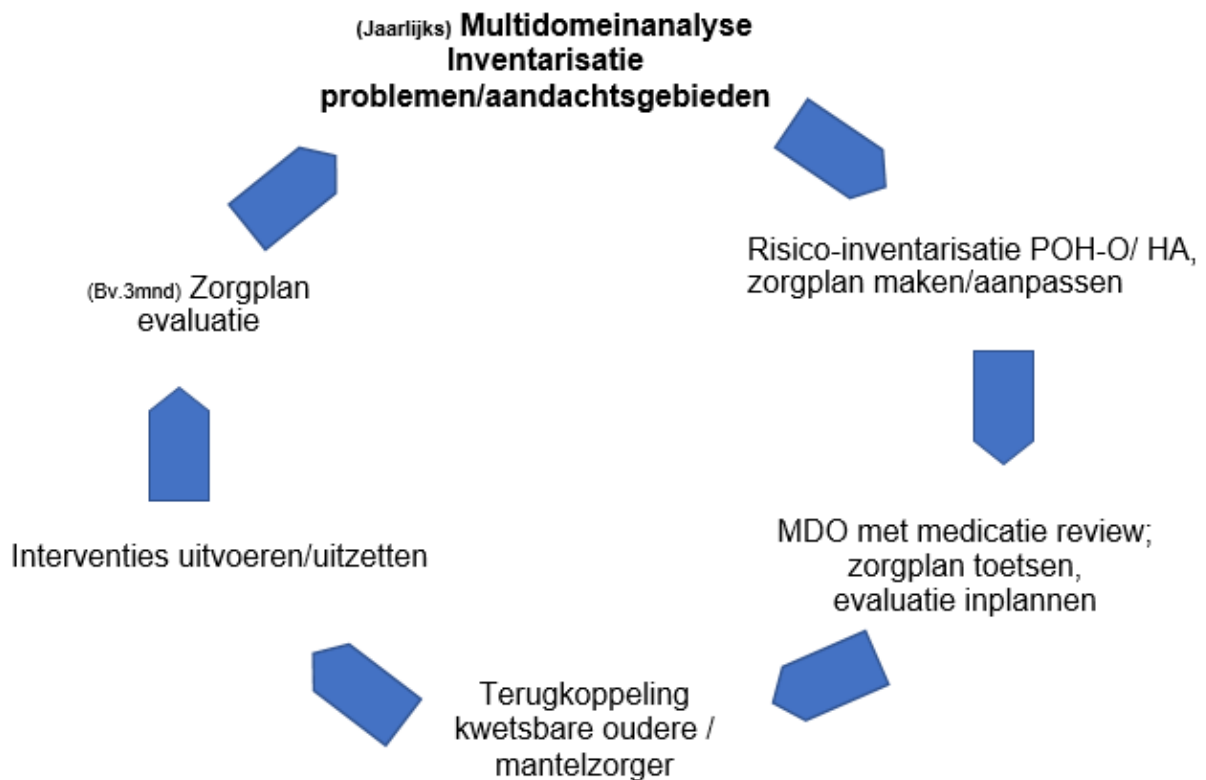 (Jaarlijks) Multidomeinanalyse
Inventarisatie
problemen/aandachtsgebieden
Risico-inventarisatie POH-O/ HA,
zorgplan maken/aanpassen
MDO met medicatie review;
zorgplan toetsen,
evaluatie inplannen
Terugkoppeling
kwetsbare oudere /
mantelzorger
Interventies uitvoeren/uitzetten
(Bv.3mnd) Zorgplan
evaluatie